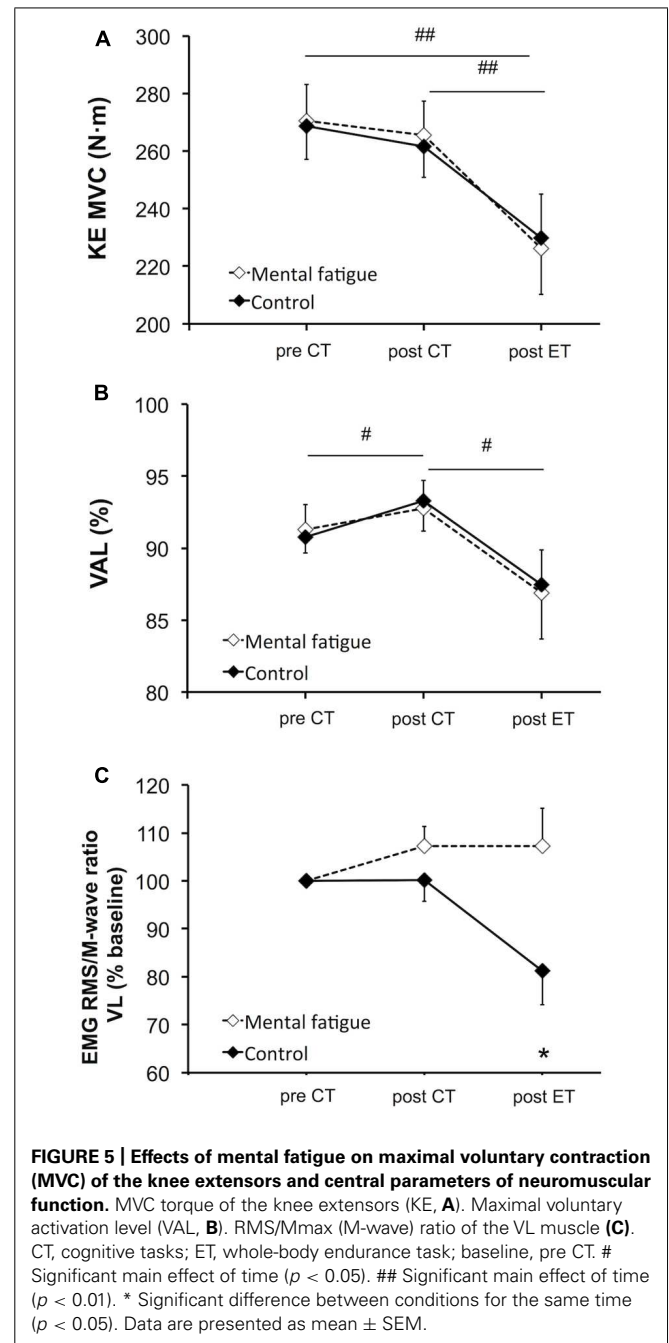 A
300
##
280
##
260
240
220
200
KE MVC (N·m)
Mental fatigue
Control
pre CT
post CT
post ET
B
100
#
#
95
90
85
80
VAL (%)
Mental fatigue
Control
pre CT
post CT
post ET
C
120
110
100
90
80
70
60
EMG RMS/M-wave ratio
VL (% baseline)
Mental fatigue
Control
*
pre CT
post CT
post ET
FIGURE 5 | Effects of mental fatigue on maximal voluntary contraction
(MVC) of the knee extensors and central parameters of neuromuscular
function. MVC torque of the knee extensors (KE, A). Maximal voluntary
activation level (VAL, B). RMS/Mmax (M-wave) ratio of the VL muscle (C).
CT, cognitive tasks; ET, whole-body endurance task; baseline, pre CT. #
Significant main effect of time (p < 0.05). ## Significant main effect of time
(p < 0.01). * Significant difference between conditions for the same time
(p < 0.05). Data are presented as mean ± SEM.